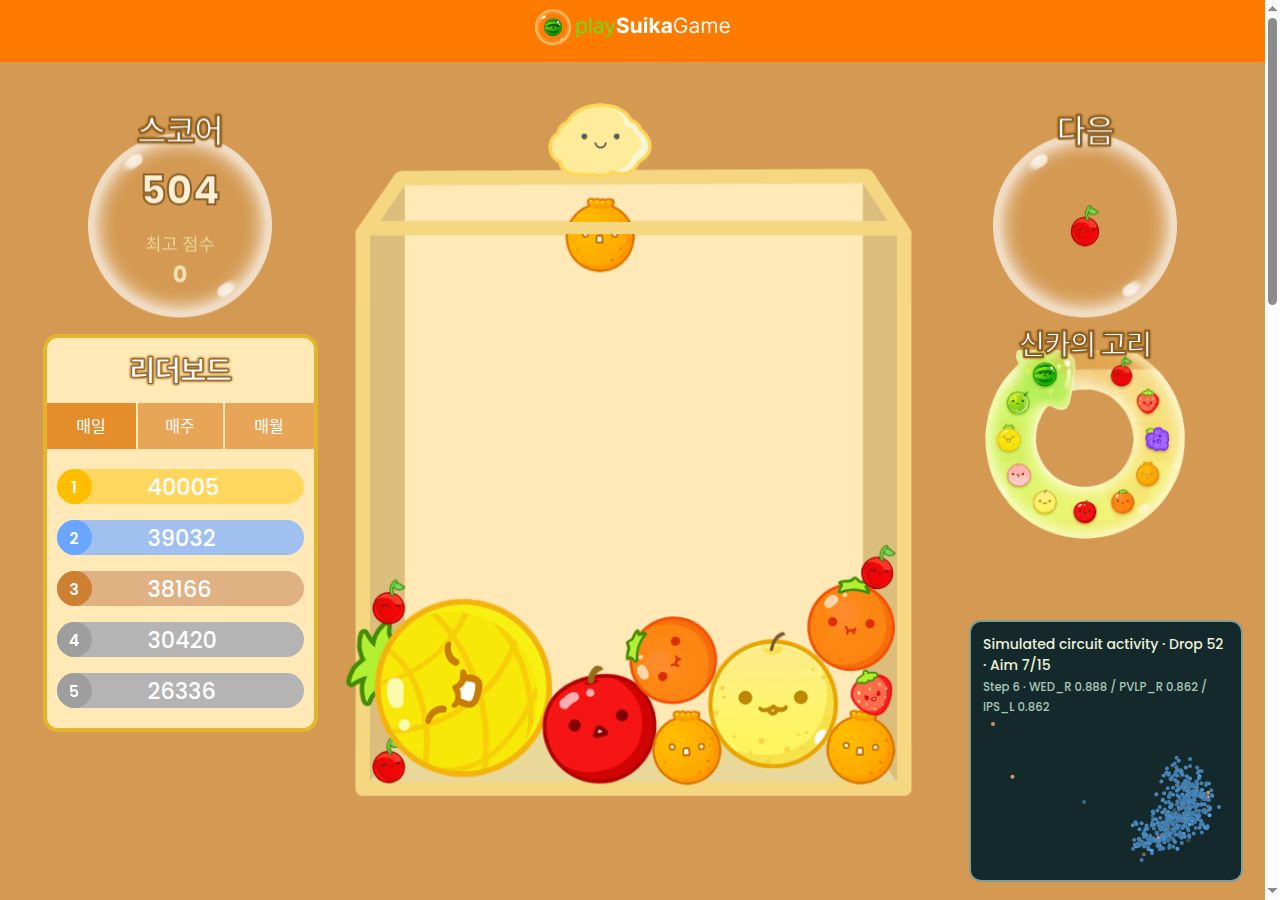 playSuikaGame
스코어
504
최고 점수
0
다음
신카의 고리
리더보드
매일 매주 매월
1 40005
2 39032
3 38166
4 30420
5 26336
Simulated circuit activity · Drop 52
· Aim 7/15
Step 6 · WED_R 0.888 / PVLP_R 0.862 /
IPS_L 0.862